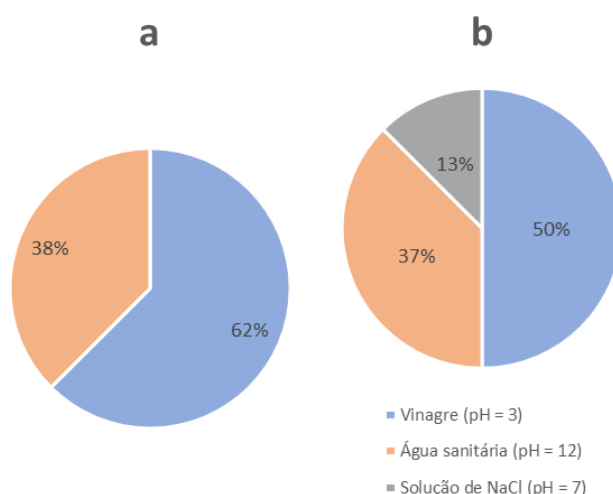 a
b
38%
62%
13%
37%
50%
Vinagre (pH = 3)
Água sanitária (pH = 12)
Solução de NaCl (pH = 7)